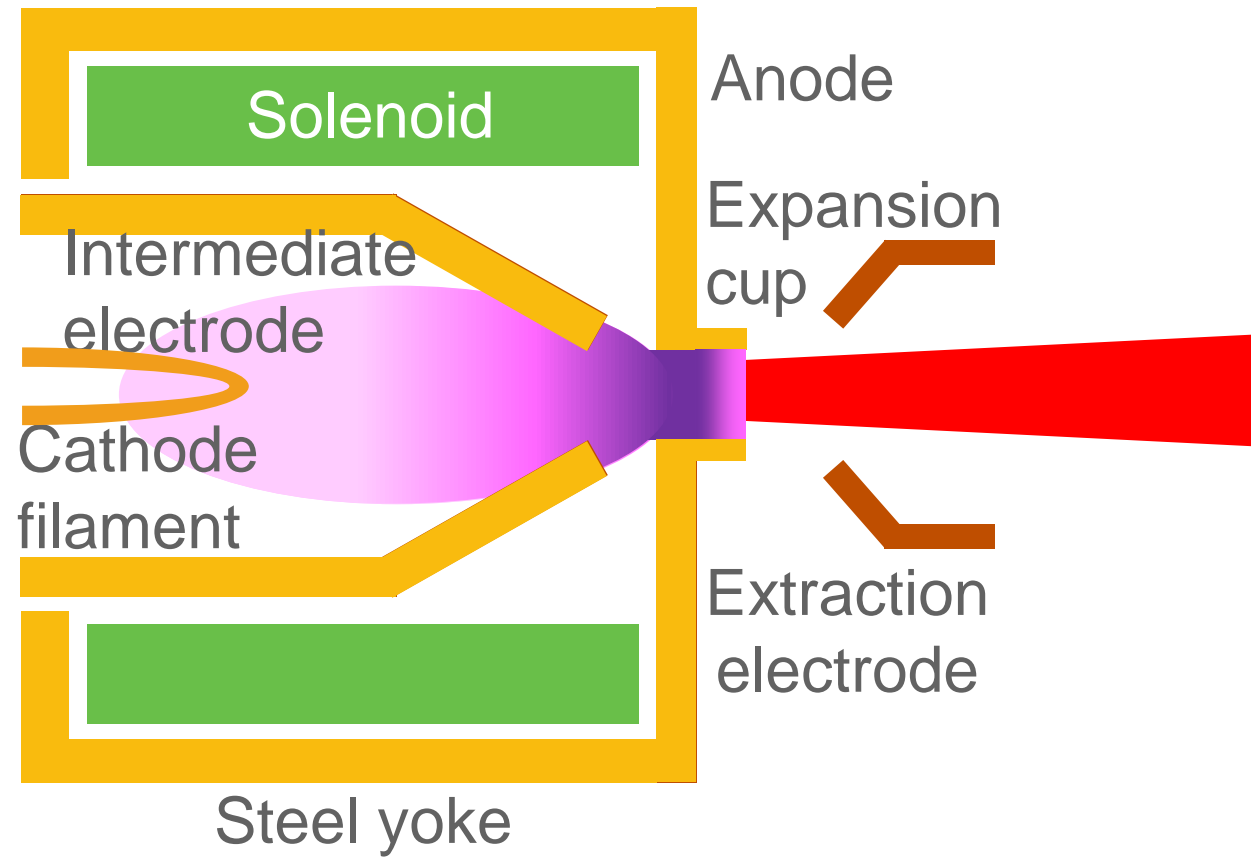 Solenoid
Anode
Expansion
cup
Intermediate
electrode
Cathode
filament
Extraction
electrode
Steel yoke